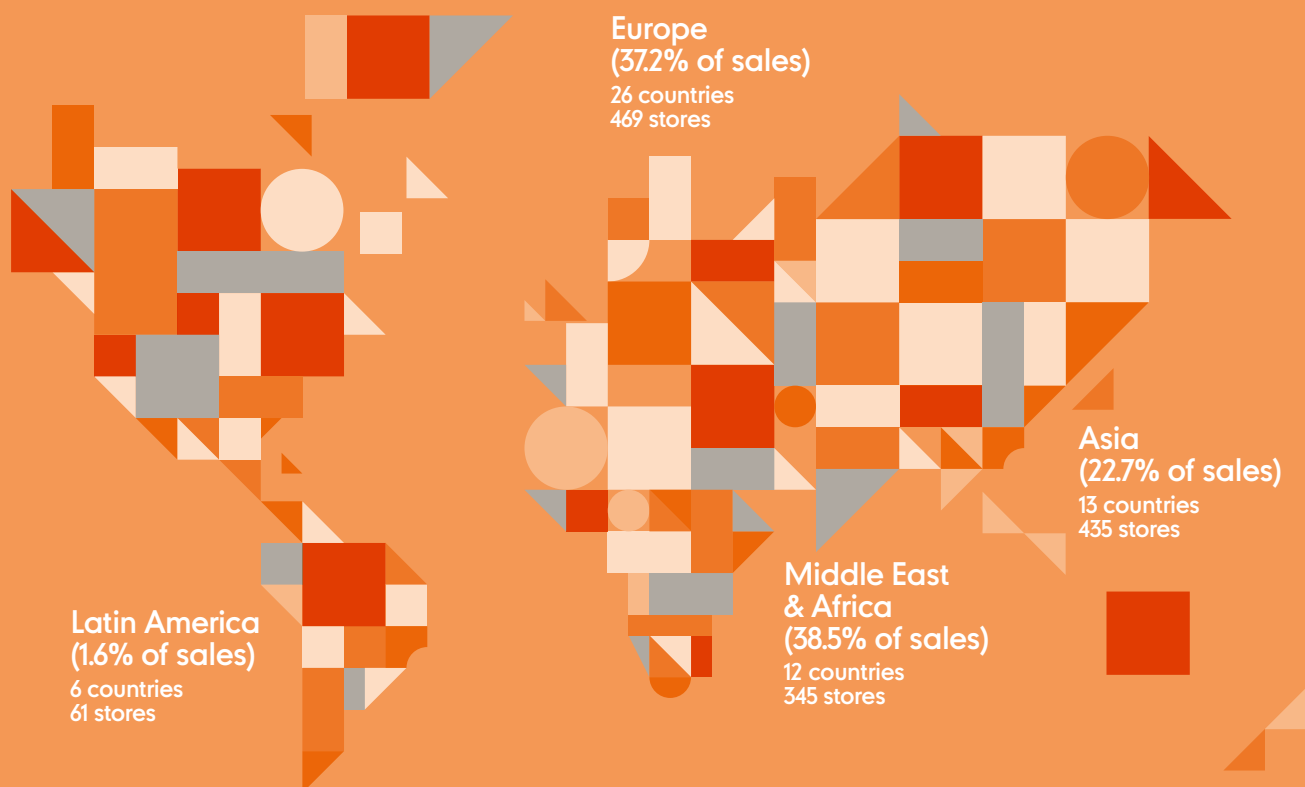 Europe
(37.2% of sales)
26 countries
469 stores
Asia
(22.7% of sales)
13 countries
435 stores
Middle East
& Africa
(38.5% of sales)
12 countries
345 stores
Latin America
(1.6% of sales)
6 countries
61 stores